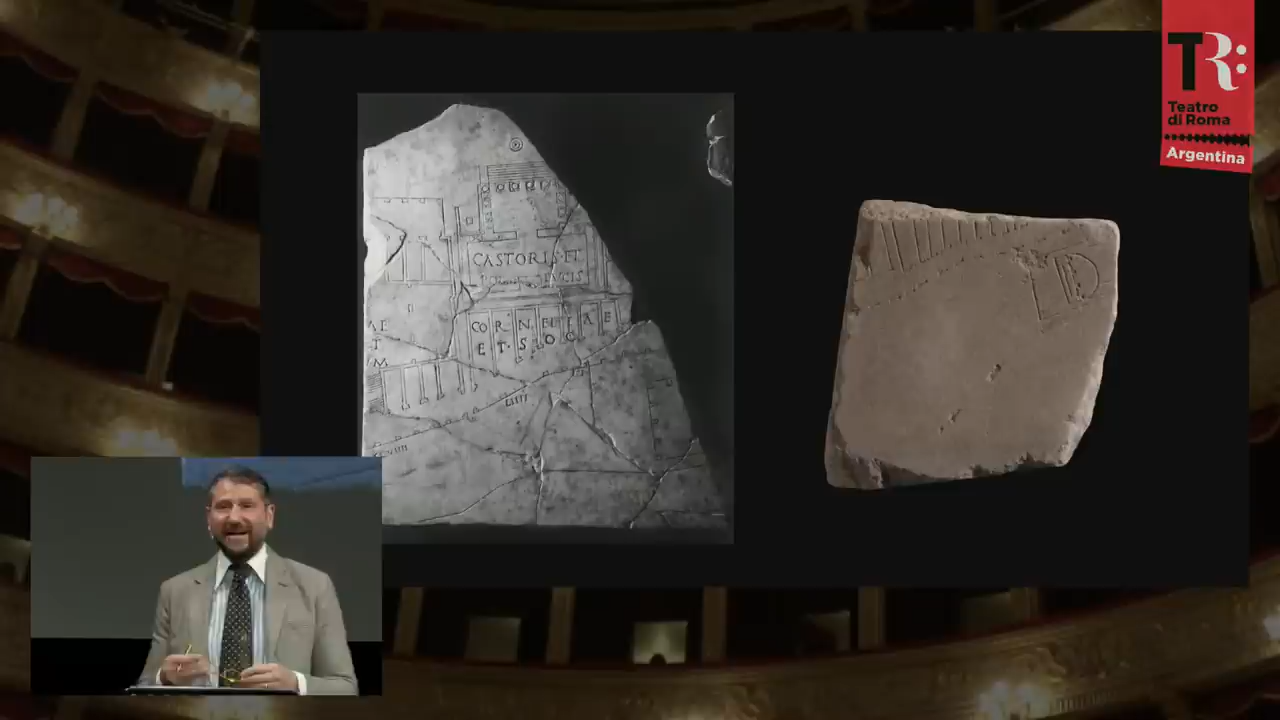 TR:
Teatro
di Roma
Argentina
CASTORIS·ET
CORNELIAE
ET·SOC